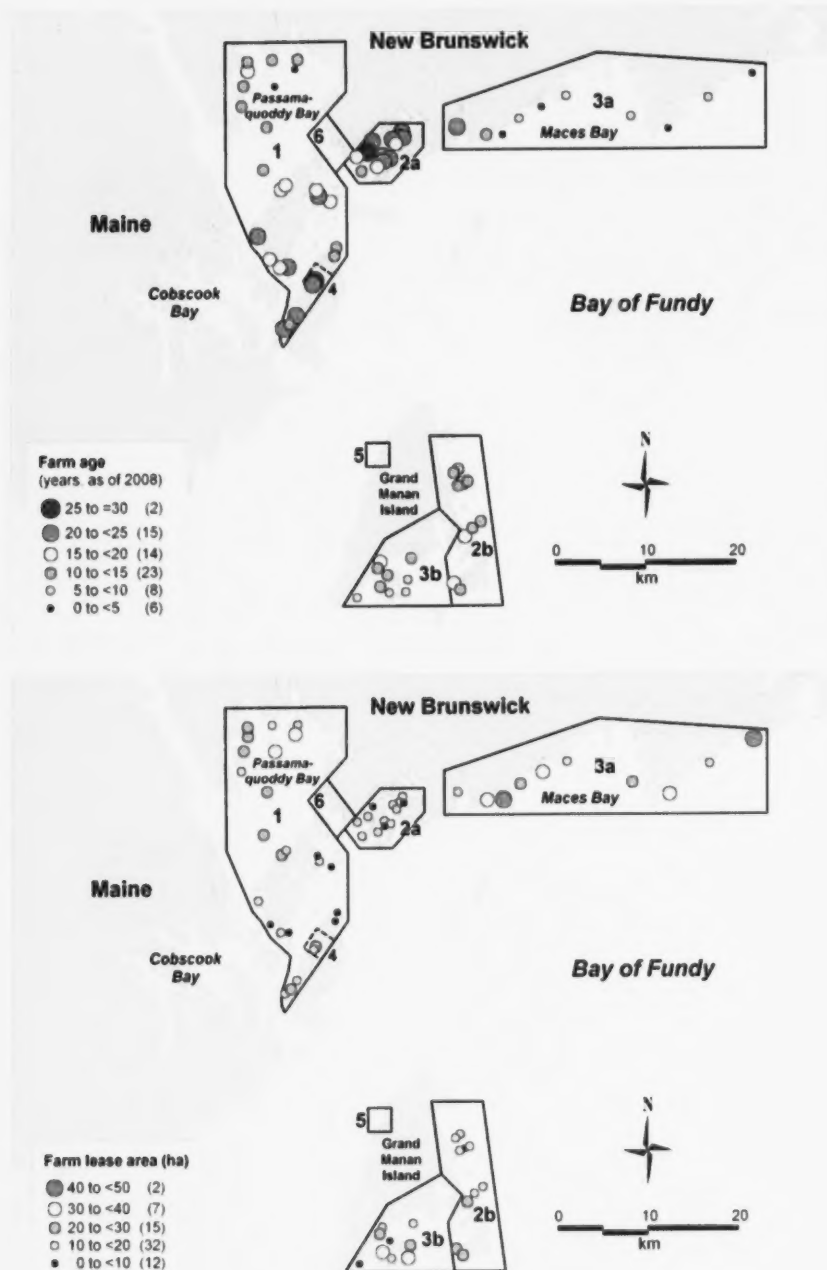 New Brunswick
Passama-
quoddy Bay
6
3a
Maces Bay
1
2a
Maine
4
Cobscook
Bay
Bay of Fundy
5
Grand
Manan
Island
2b
3b
N
0 10 20
km
Farm age
(years. as of 2008)
25 to =30 (2)
20 to <25 (15)
15 to <20 (14)
10 to <15 (23)
5 to <10 (8)
0 to <5 (6)
New Brunswick
Passama-
quoddy Bay
6
3a
Maces Bay
1
2a
Maine
4
Cobscook
Bay
Bay of Fundy
5
Grand
Manan
Island
2b
3b
N
0 10 20
km
Farm lease area (ha)
40 to <50 (2)
30 to <40 (7)
20 to <30 (15)
10 to <20 (32)
0 to <10 (12)